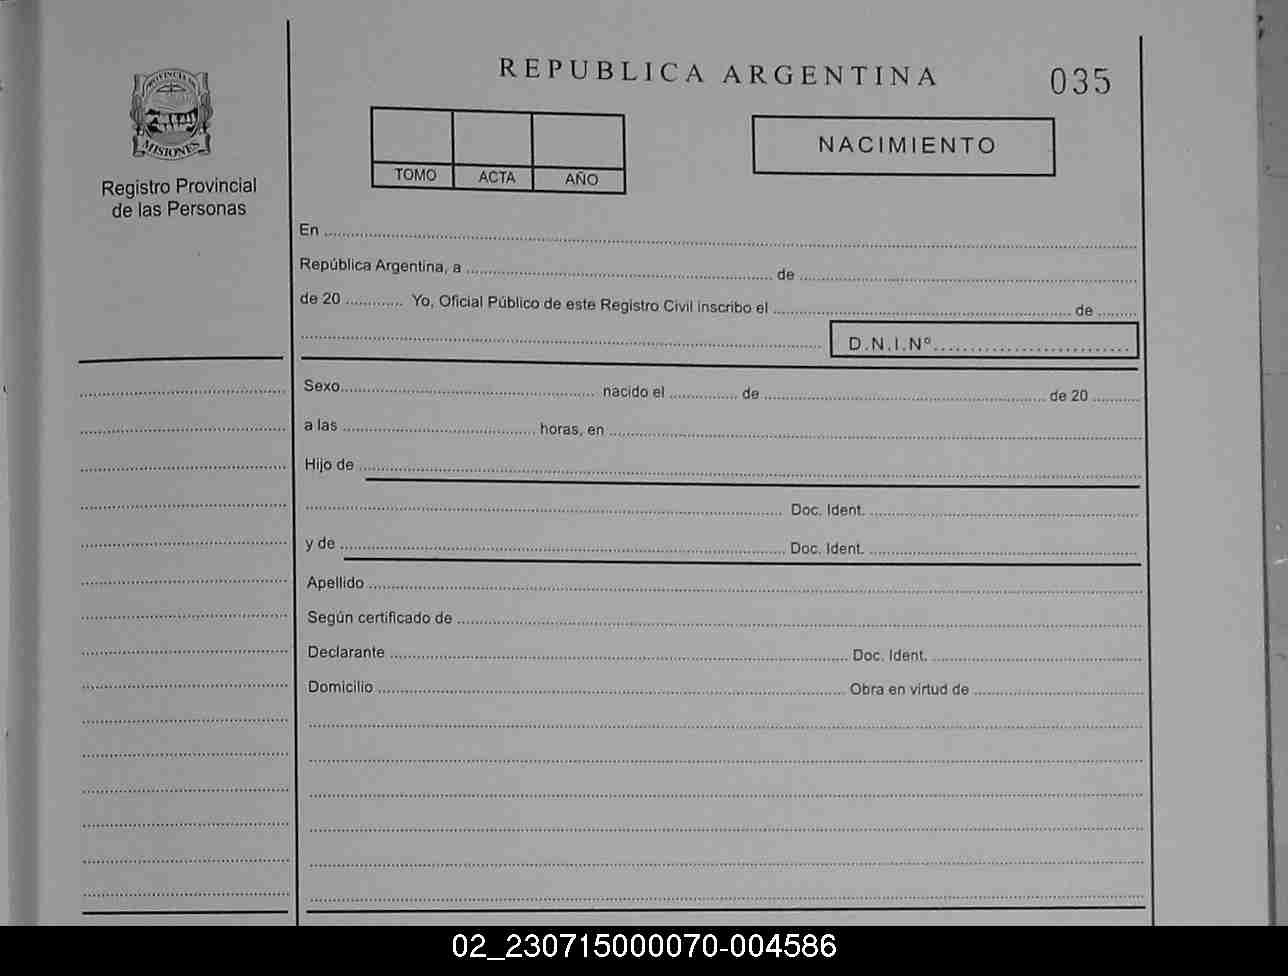 REPUBLICA ARGENTINA
035
PROVINCIA DE
MISIONES
Registro Provincial
de las Personas
TOMO ACTA AÑO
NACIMIENTO
En
República Argentina, a de
de 20 Yo, Oficial Público de este Registro Civil inscribo el de
D.N.I.Nº
Sexo nacido el de de 20
a las horas, en
Hijo de
Doc. Ident.
y de Doc. Ident.
Apellido
Según certificado de
Declarante Doc. Ident.
Domicilio Obra en virtud de
02_230715000070-004586